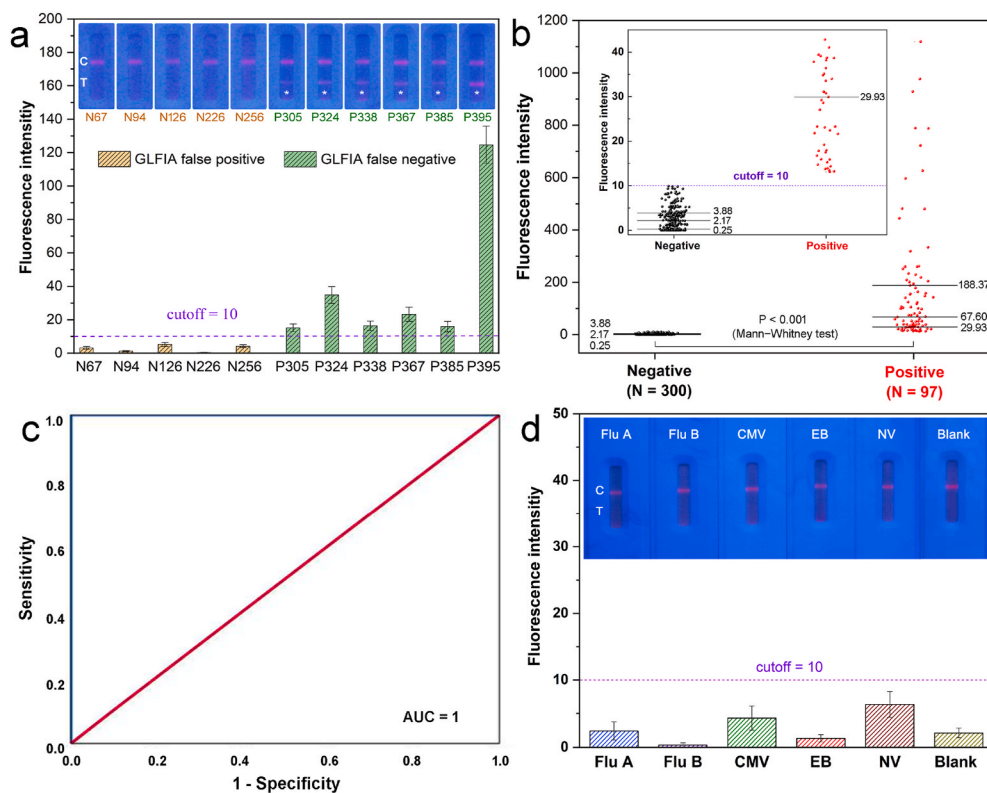 a
C
T
N67 N94 N126 N226 N256 P305 P324 P338 P367 P385 P395
* * * * * *
GLFIA false positive GLFIA false negative
cutoff = 10
Fluorescence intensitiy
200
180
160
140
120
100
80
60
40
20
0
N67 N94 N126 N226 N256 P305 P324 P338 P367 P385 P395
b
Fluorescence intensity
1200
1000
800
600
400
200
0
Fluorescence intensity
40
30
20
10
0
29.93
cutoff = 10
3.88
2.17
0.25
Negative Positive
188.37
67.60
29.93
3.88
2.17
0.25
P < 0.001
(Mann-Whitney test)
Negative Positive
(N = 300) (N = 97)
c
Sensitivity
1.0
0.8
0.6
0.4
0.2
0.0
AUC = 1
0.0 0.2 0.4 0.6 0.8 1.0
1 - Specificity
d
Fluorescence intensitiy
50
40
35
30
25
20
10
0
Flu A Flu B CMV EB NV Blank
C
T
cutoff = 10
Flu A Flu B CMV EB NV Blank